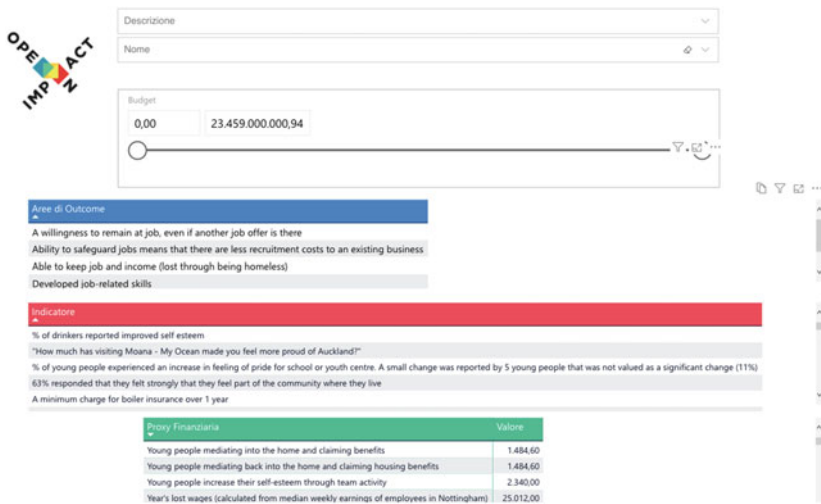 OPEN IMPACT
Descrizione
Nome
Budget
0,00 23.459.000.000,94
Aree di Outcome
A willingness to remain at job, even if another job offer is there
Ability to safeguard jobs means that there are less recruitment costs to an existing business
Able to keep job and income (lost through being homeless)
Developed job-related skills
Indicatore
% of drinkers reported improved self esteem
"How much has visiting Moana - My Ocean made you feel more proud of Auckland?"
% of young people experienced an increase in feeling of pride for school or youth centre. A small change was reported by 5 young people that was not valued as a significant change (11%)
63% responded that they felt strongly that they feel part of the community where they live
A minimum charge for boiler insurance over 1 year
Proxy Finanziaria Valore
Young people mediating into the home and claiming benefits 1.484,60
Young people mediating back into the home and claiming housing benefits 1.484,60
Young people increase their self-esteem through team activity 2.340,00
Year's lost wages (calculated from median weekly earnings of employees in Nottingham) 25.012,00